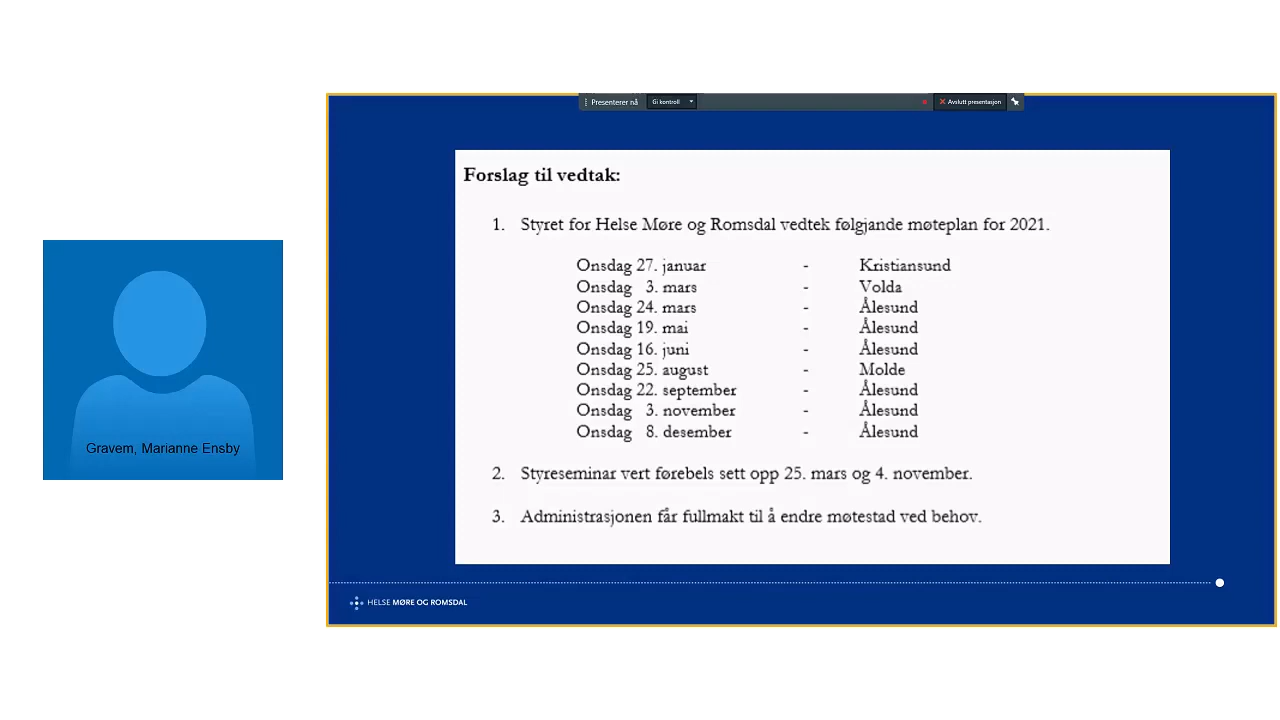 Presenterer nå
Gi kontroll
Avslutt presentasjon
Forslag til vedtak:
1. Styret for Helse Møre og Romsdal vedtek følgjande møteplan for 2021.
Onsdag 27. januar - Kristiansund
Onsdag 3. mars - Volda
Onsdag 24. mars - Ålesund
Onsdag 19. mai - Ålesund
Onsdag 16. juni - Ålesund
Onsdag 25. august - Molde
Onsdag 22. september - Ålesund
Onsdag 3. november - Ålesund
Onsdag 8. desember - Ålesund
2. Styreseminar vert førebels sett opp 25. mars og 4. november.
3. Administrasjonen får fullmakt til å endre møtestad ved behov.
HELSE MØRE OG ROMSDAL
Gravem, Marianne Ensby